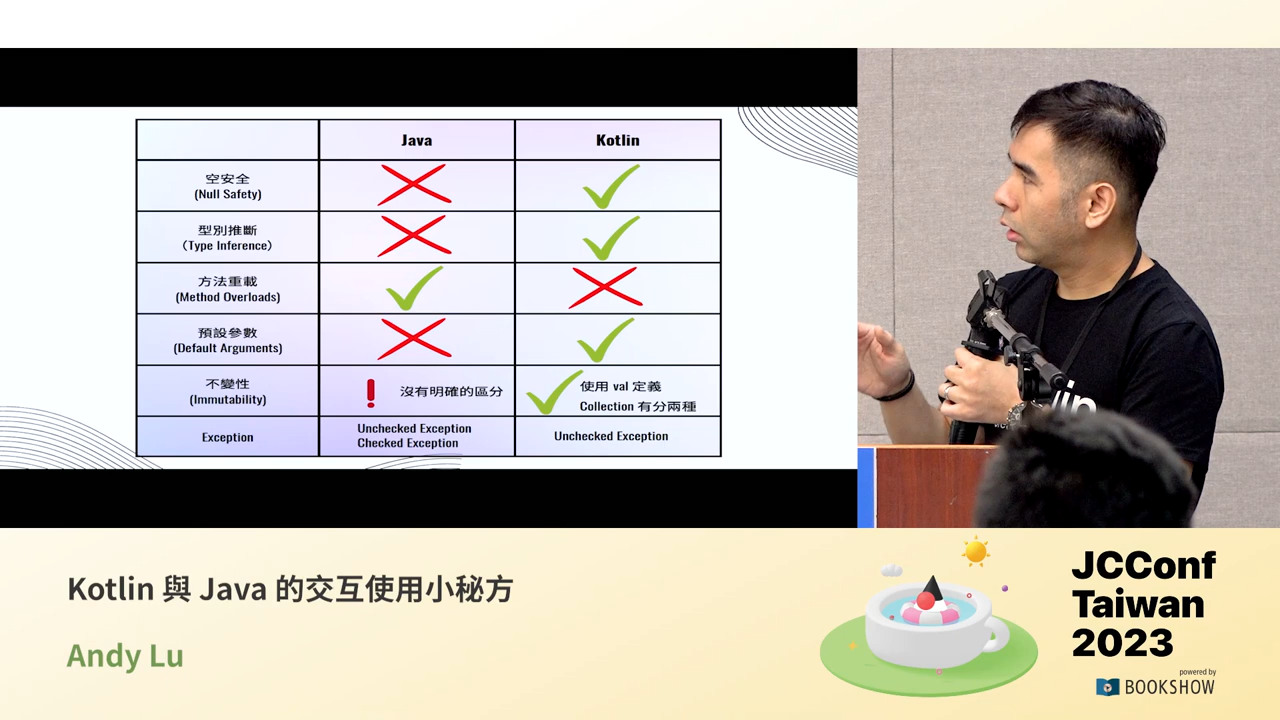 Java
Kotlin
空安全
(Null Safety)
型別推斷
(Type Inference)
方法重載
(Method Overloads)
預設參數
(Default Arguments)
不變性
(Immutability)
沒有明確的區分
使用 val 定義
Collection 有分兩種
Exception
Unchecked Exception
Checked Exception
Unchecked Exception
Kotlin 與 Java 的交互使用小秘方
Andy Lu
JCConf
Taiwan
2023
powered by
BOOKSHOW